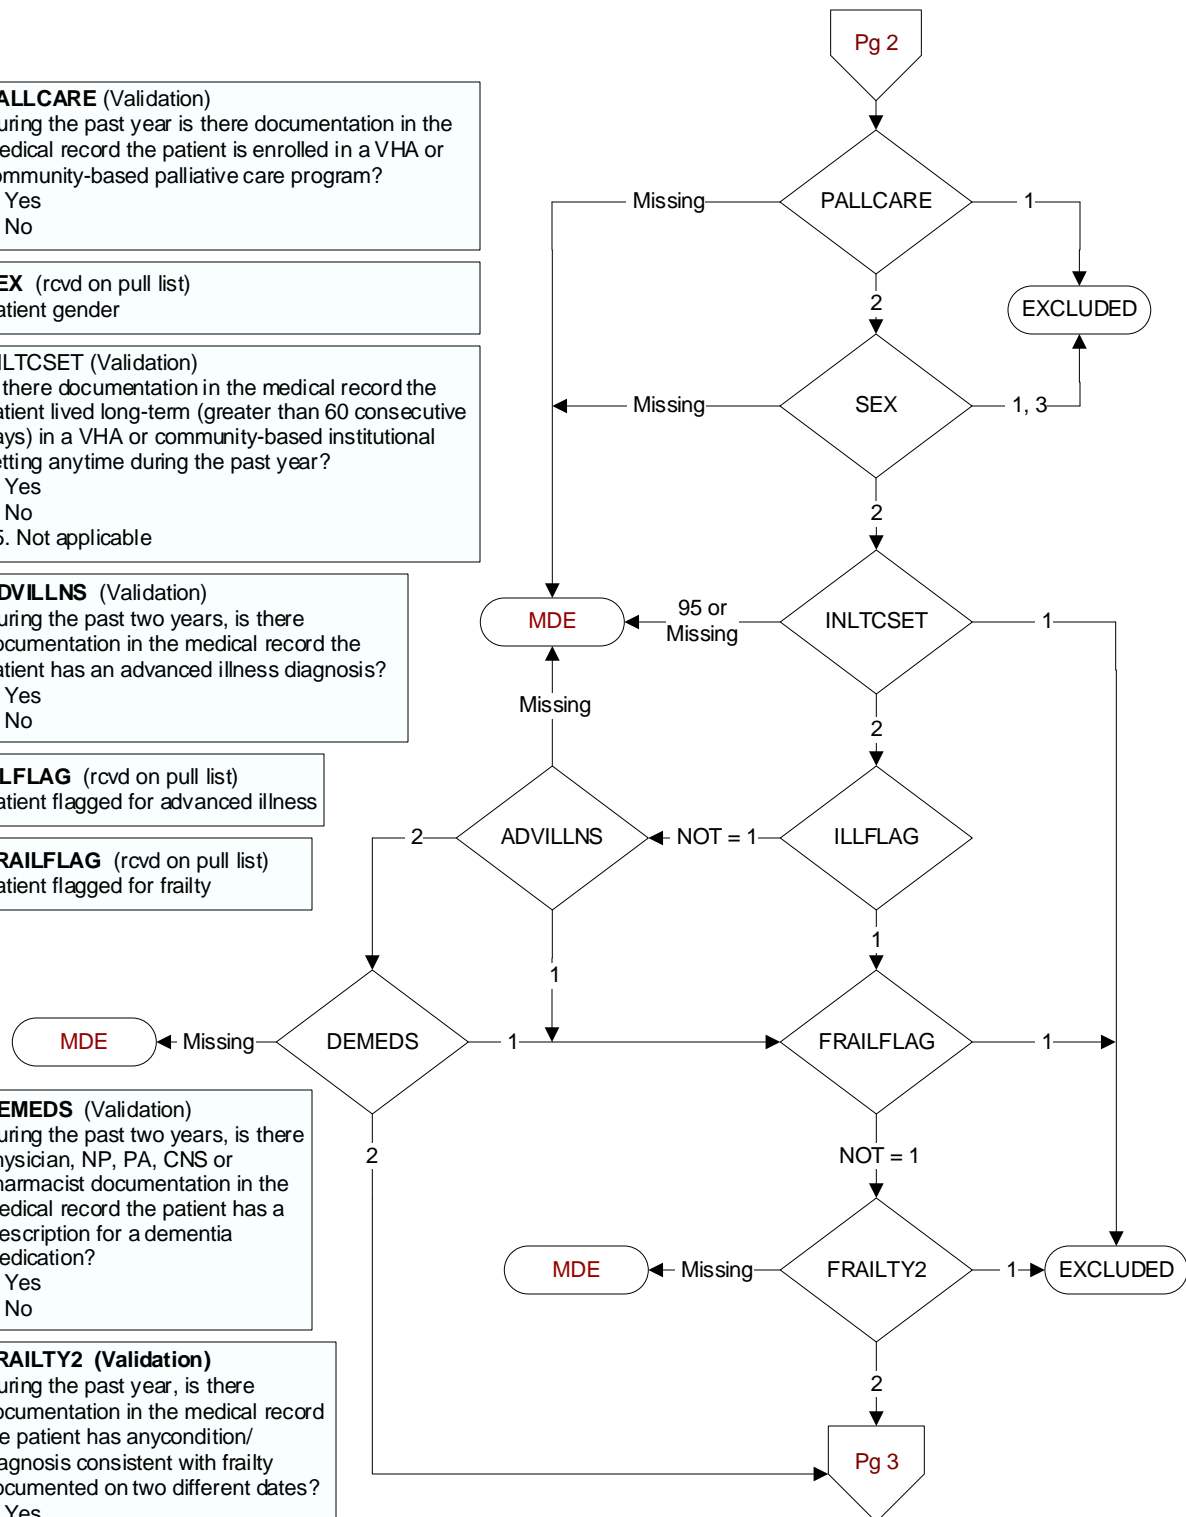 Pg 2
ALLCARE (Validation)
uring the past year is there documentation in the
edical record the patient is enrolled in a VHA or
ommunity-based palliative care program?
Yes
No
EX (rcvd on pull list)
atient gender
ILTCSET (Validation)
there documentation in the medical record the
atient lived long-term (greater than 60 consecutive
ays) in a VHA or community-based institutional
etting anytime during the past year?
Yes
No
5. Not applicable
DVILLNS (Validation)
uring the past two years, is there
ocumentation in the medical record the
atient has an advanced illness diagnosis?
Yes
No
LFLAG (rcvd on pull list)
atient flagged for advanced illness
RAILFLAG (rcvd on pull list)
atient flagged for frailty
EMEDS (Validation)
uring the past two years, is there
hysician, NP, PA, CNS or
harmacist documentation in the
edical record the patient has a
rescription for a dementia
edication?
Yes
No
RAILTY2 (Validation)
uring the past year, is there
ocumentation in the medical record
e patient has anycondition/
agnosis consistent with frailty
ocumented on two different dates?
Yes
Missing
PALLCARE
1
2
EXCLUDED
Missing
SEX
1, 3
2
MDE
95 or
Missing
INLTCSET
1
Missing
2
2
ADVILLNS
NOT = 1
ILLFLAG
1
1
MDE
Missing
DEMEDS
1
FRAILFLAG
1
2
NOT = 1
MDE
Missing
FRAILTY2
1
EXCLUDED
2
Pg 3